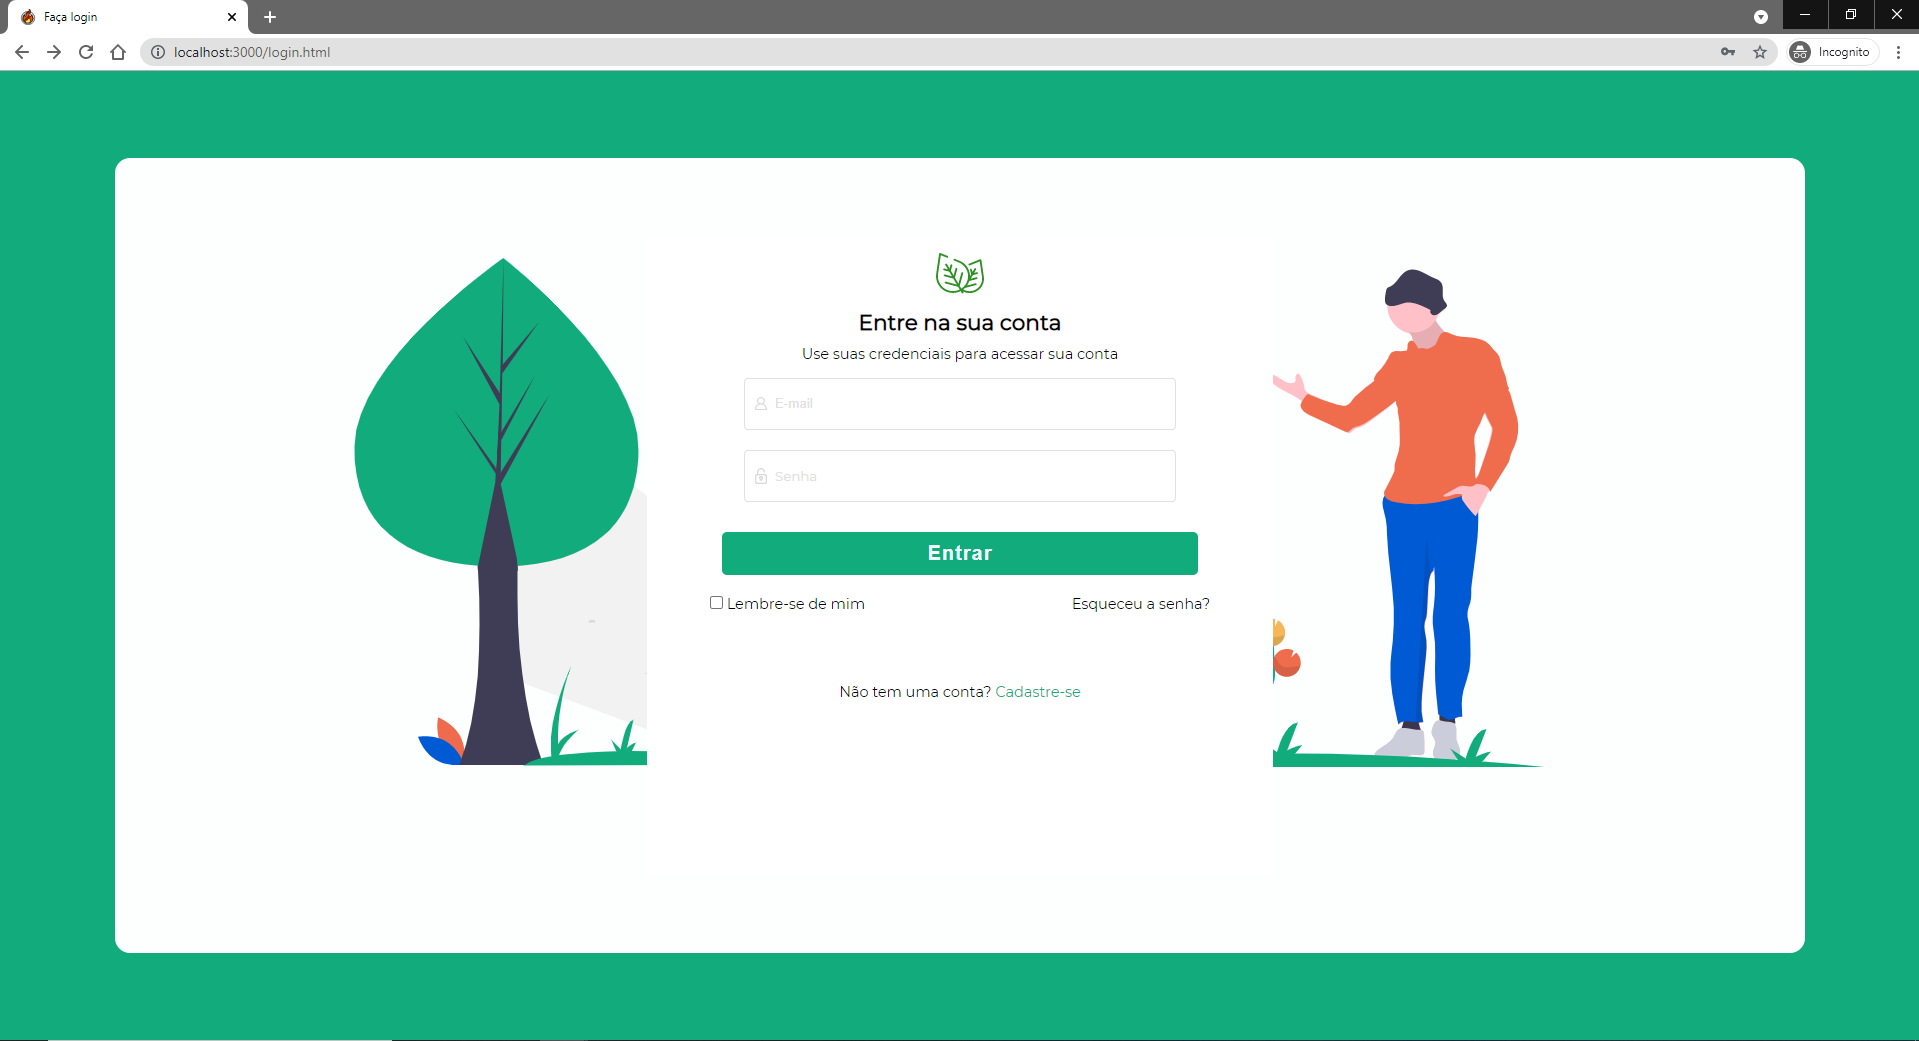 Faça login
localhost:3000/login.html
Incognito
Entre na sua conta
Use suas credenciais para acessar sua conta
E-mail
Senha
Entrar
Lembre-se de mim
Esqueceu a senha?
Não tem uma conta? Cadastre-se